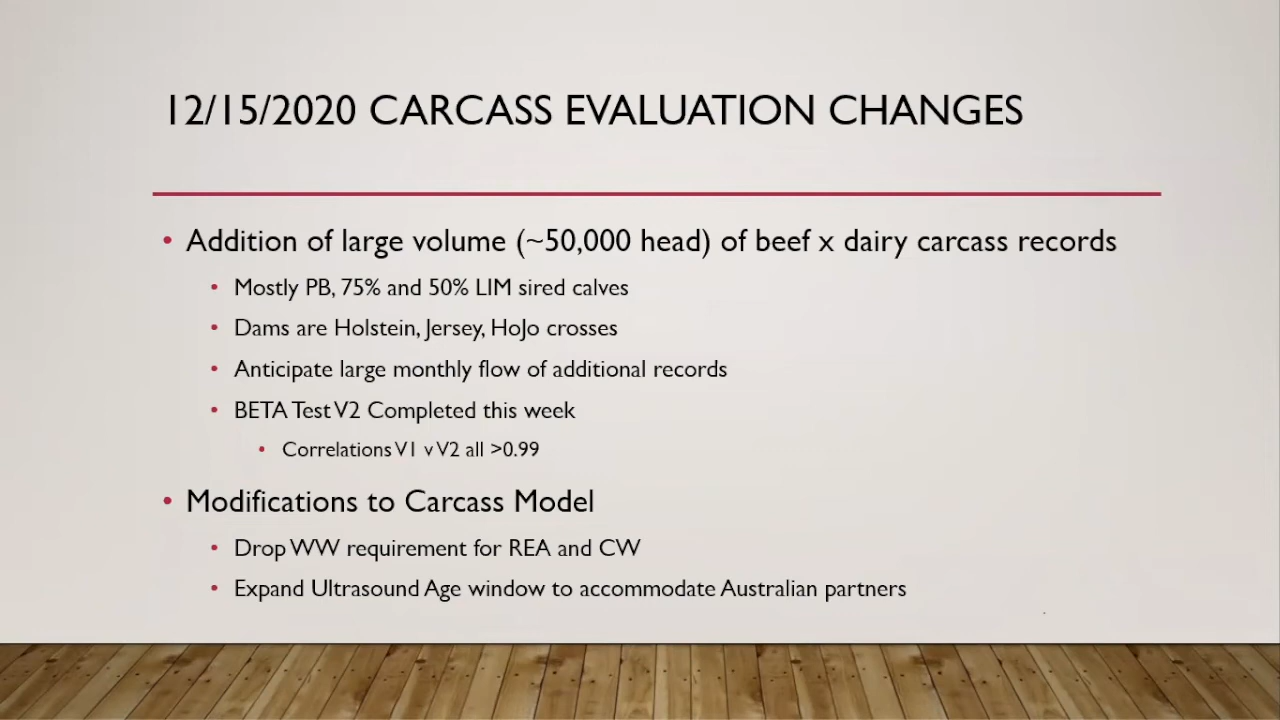 12/15/2020 CARCASS EVALUATION CHANGES
• Addition of large volume (~50,000 head) of beef x dairy carcass records
• Mostly PB, 75% and 50% LIM sired calves
• Dams are Holstein, Jersey, HoJo crosses
• Anticipate large monthly flow of additional records
• BETA Test V2 Completed this week
• Correlations V1 v V2 all >0.99
• Modifications to Carcass Model
• Drop WW requirement for REA and CW
• Expand Ultrasound Age window to accommodate Australian partners